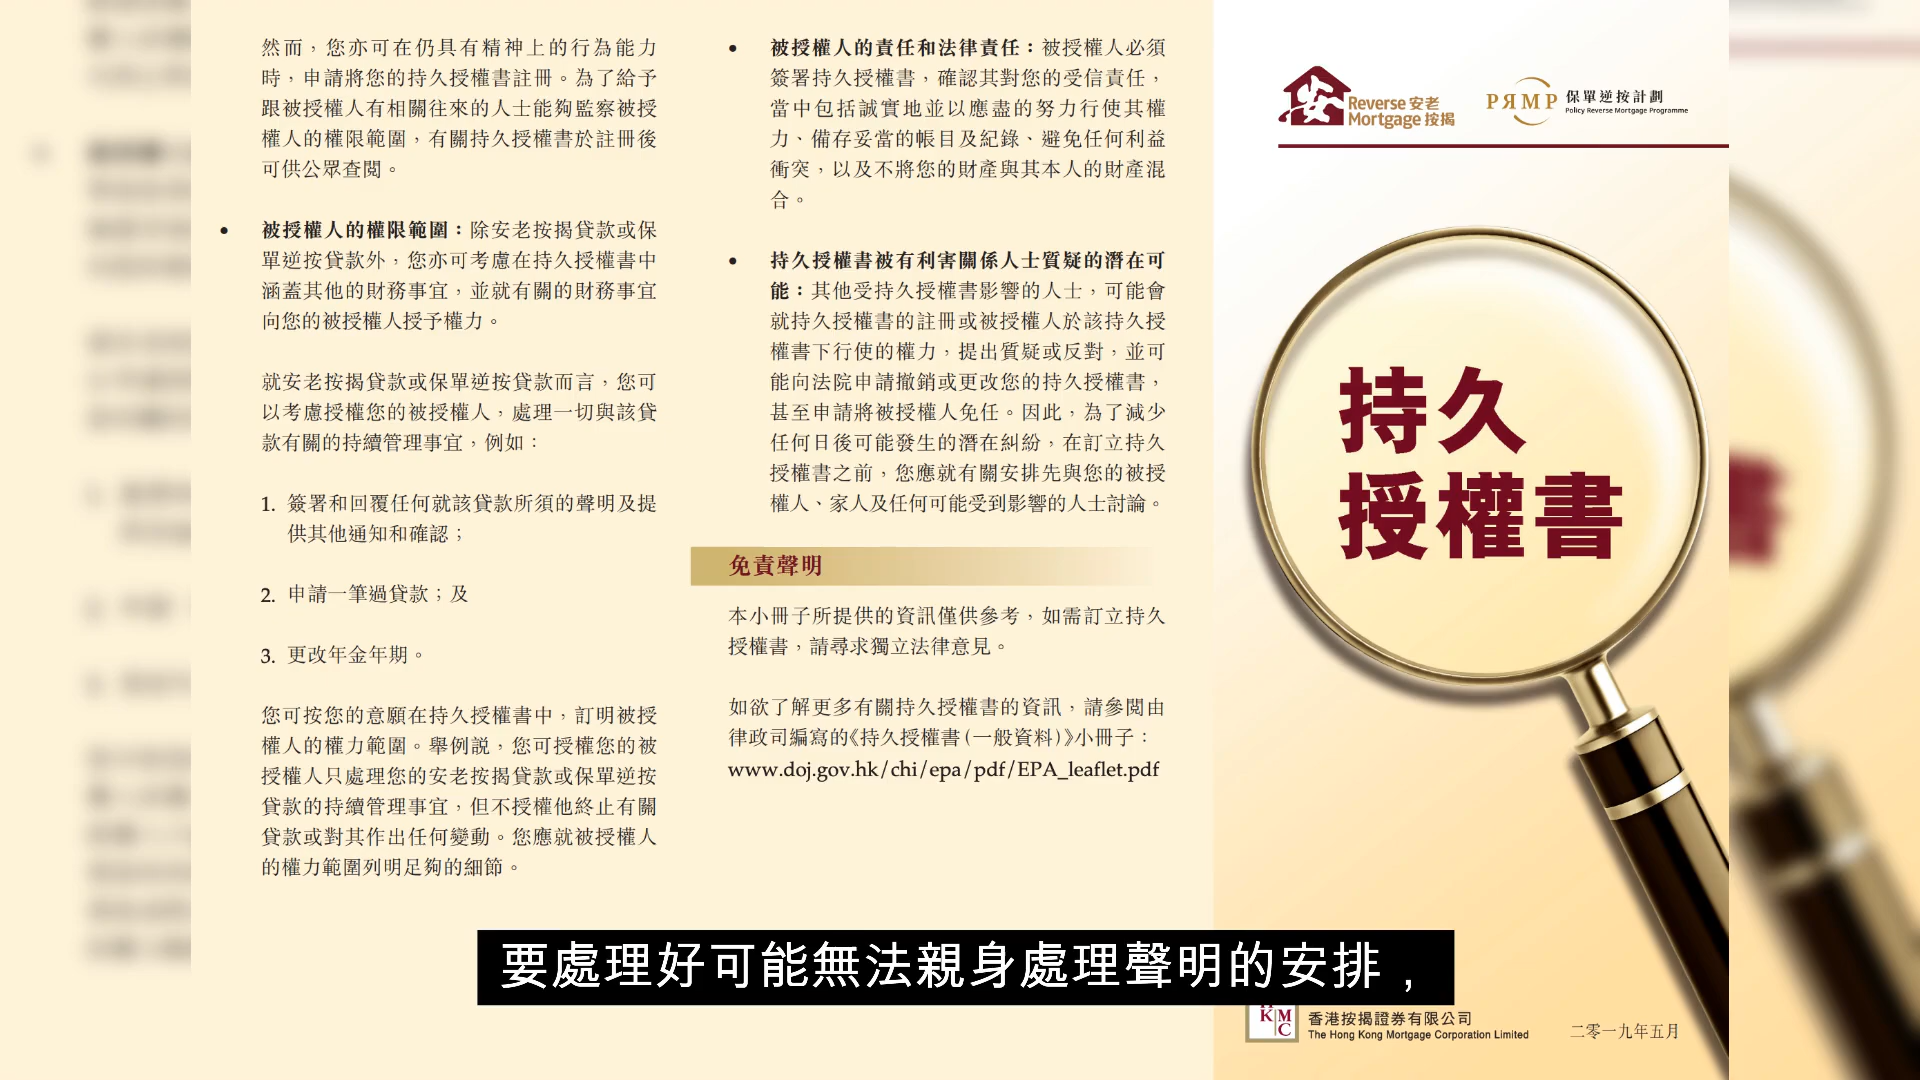 然而，您亦可在仍具有精神上的行為能力
時，申請將您的持久授權書註冊。為了給予
跟被授權人有相關往來的人士能夠監察被授
權人的權限範圍，有關持久授權書於註冊後
可供公眾查閱。
• 被授權人的權限範圍：除安老按揭貸款或保
單逆按貸款外，您亦可考慮在持久授權書中
涵蓋其他的財務事宜，並就有關的財務事宜
向您的被授權人授予權力。
就安老按揭貸款或保單逆按貸款而言，您可
以考慮授權您的被授權人，處理一切與該貸
款有關的持續管理事宜，例如：
1. 簽署和回覆任何就該貸款所須的聲明及提
供其他通知和確認；
2. 申請一筆過貸款；及
3. 更改年金年期。
您可按您的意願在持久授權書中，訂明被授
權人的權力範圍。舉例説，您可授權您的被
授權人只處理您的安老按揭貸款或保單逆按
貸款的持續管理事宜，但不授權他終止有關
貸款或對其作出任何變動。您應就被授權人
的權力範圍列明足夠的細節。
• 被授權人的責任和法律責任：被授權人必須
簽署持久授權書，確認其對您的受信責任，
當中包括誠實地並以應盡的努力行使其權
力、備存妥當的帳目及紀錄、避免任何利益
衝突，以及不將您的財產與其本人的財產混
合。
• 持久授權書被有利害關係人士質疑的潛在可
能：其他受持久授權書影響的人士，可能會
就持久授權書的註冊或被授權人於該持久授
權書下行使的權力，提出質疑或反對，並可
能向法院申請撤銷或更改您的持久授權書，
甚至申請將被授權人免任。因此，為了減少
任何日後可能發生的潛在糾紛，在訂立持久
授權書之前，您應就有關安排先與您的被授
權人、家人及任何可能受到影響的人士討論。
免責聲明
本小冊子所提供的資訊僅供參考，如需訂立持久
授權書，請尋求獨立法律意見。
如欲了解更多有關持久授權書的資訊，請參閱由
律政司編寫的《持久授權書（一般資料）》小冊子：
www.doj.gov.hk/chi/epa/pdf/EPA_leaflet.pdf
安
Reverse 安老
Mortgage 按揭
PRMP 保單逆按計劃
Policy Reverse Mortgage Programme
持久
授權書
要處理好可能無法親身處理聲明的安排，
HK MC
香港按揭證券有限公司
The Hong Kong Mortgage Corporation Limited
二零一九年五月